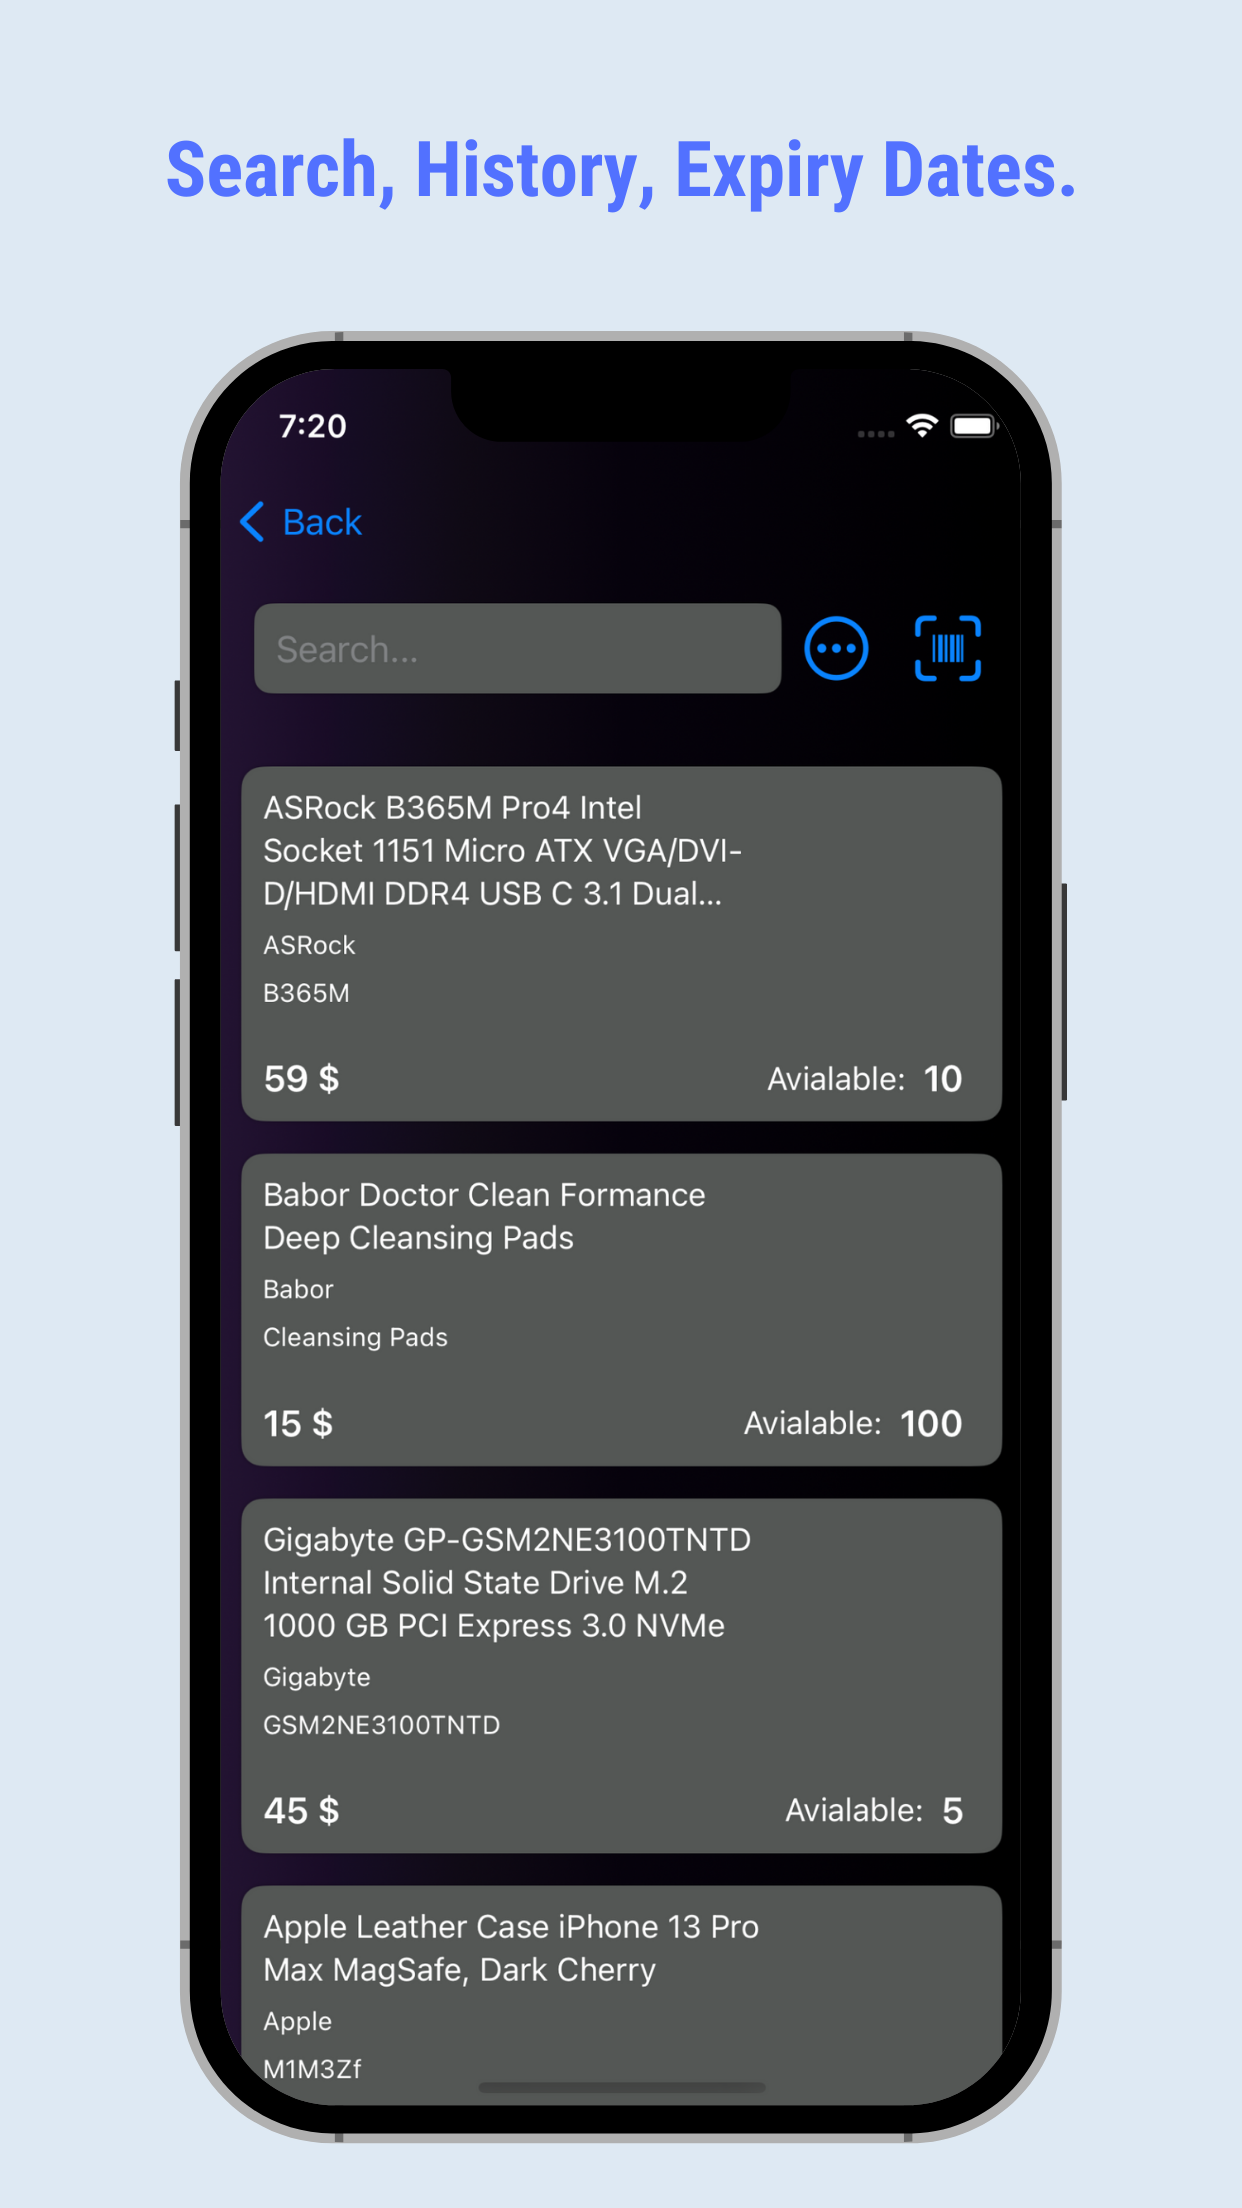 Search, History, Expiry Dates.
7:20
Back
Search...
ASRock B365M Pro4 Intel
Socket 1151 Micro ATX VGA/DVI-
D/HDMI DDR4 USB C 3.1 Dual...
ASRock
B365M
59 $ Avialable: 10
Babor Doctor Clean Formance
Deep Cleansing Pads
Babor
Cleansing Pads
15 $ Avialable: 100
Gigabyte GP-GSM2NE3100TNTD
Internal Solid State Drive M.2
1000 GB PCI Express 3.0 NVMe
Gigabyte
GSM2NE3100TNTD
45 $ Avialable: 5
Apple Leather Case iPhone 13 Pro
Max MagSafe, Dark Cherry
Apple
M1M3Zf